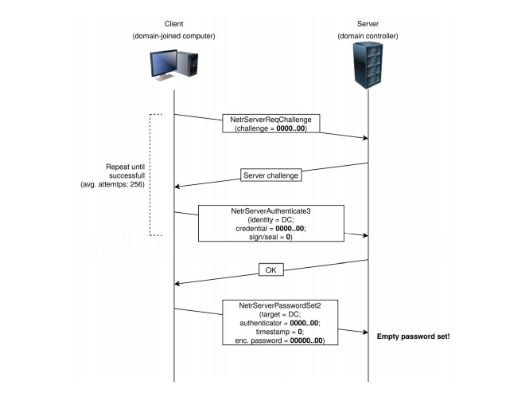 Client
(domain-joined computer)
Server
(domain controller)
NetrServerReqChallenge
(challenge = 0000..00)
Repeat until
successfull
(avg. attemtps: 256)
Server challenge
NetrServerAuthenticate3
(identity = DC;
credential = 0000..00;
sign/seal = 0)
OK
NetrServerPasswordSet2
(target = DC;
authenticator = 0000..00;
timestamp = 0;
enc. password = 00000..00)
Empty password set!